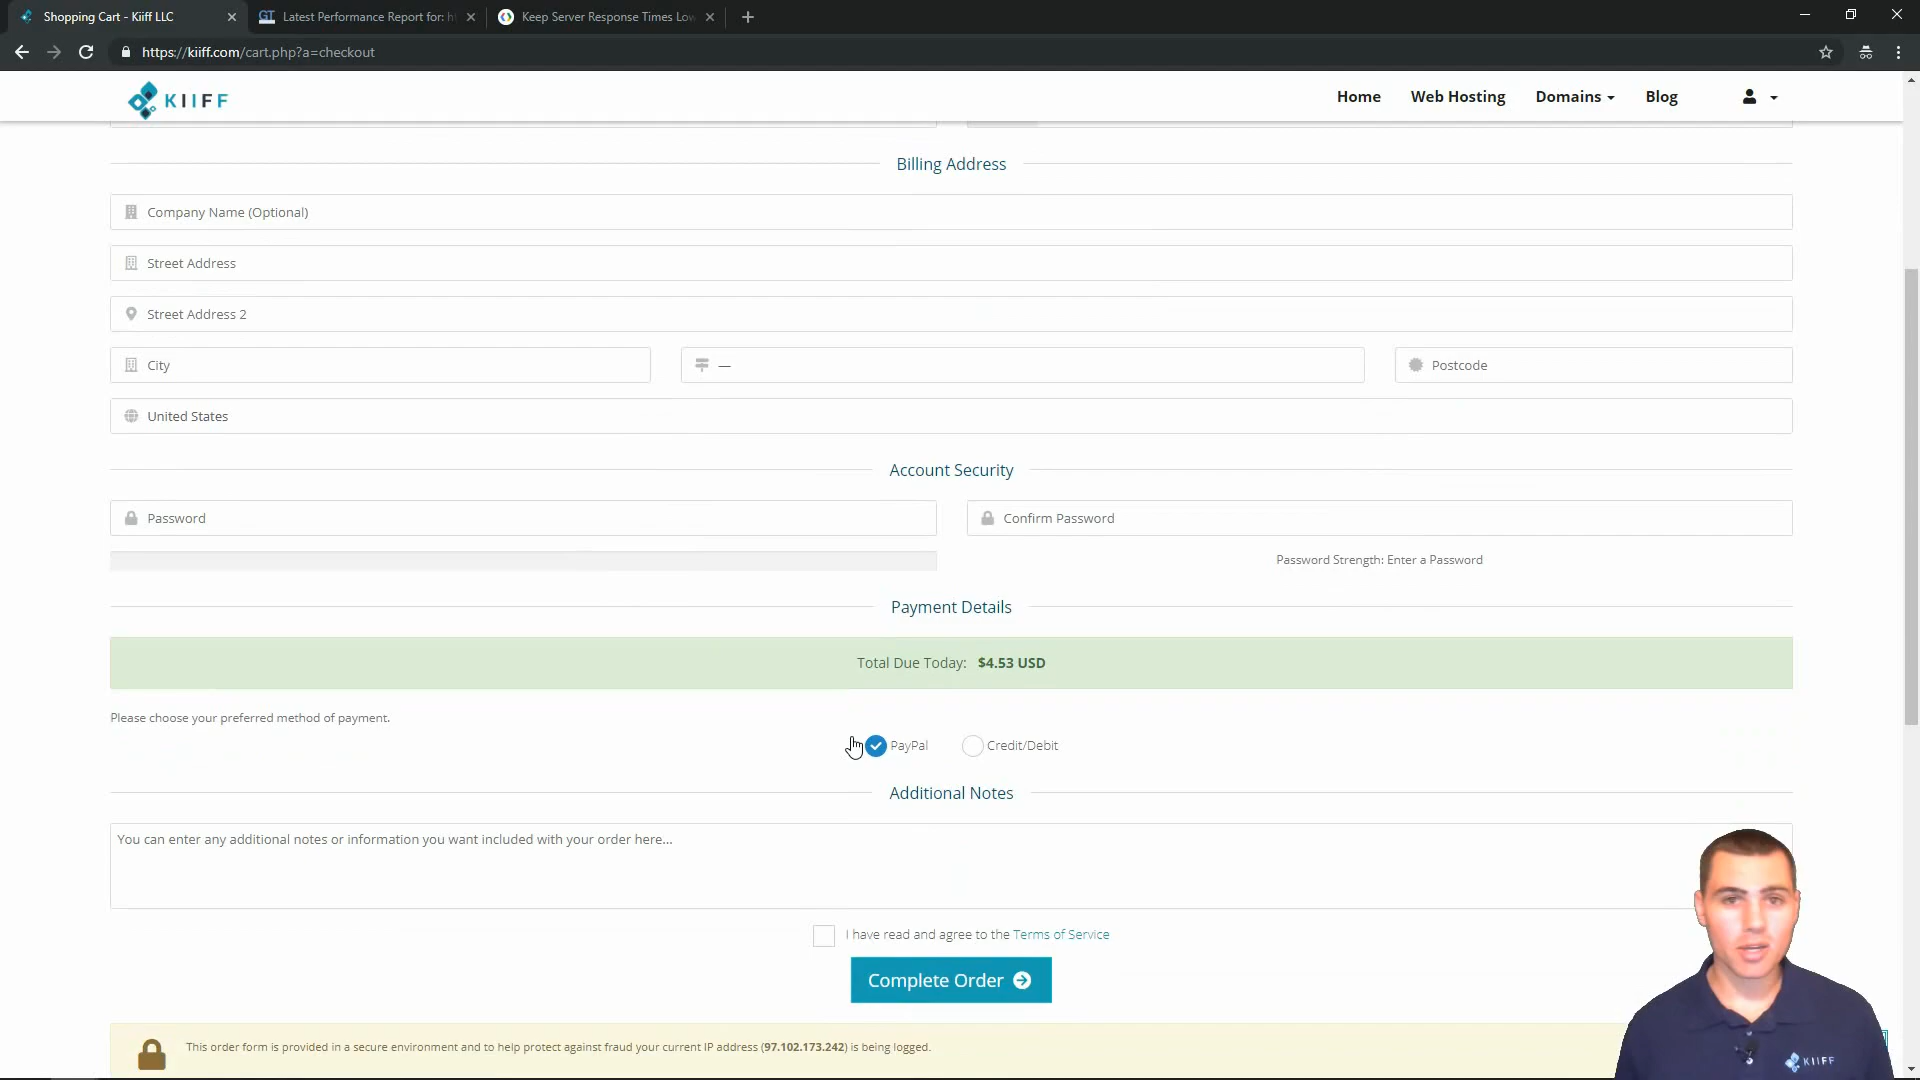 Shopping Cart - Kiiff LLC
Latest Performance Report for: h
Keep Server Response Times Low
https://kiiff.com/cart.php?a=checkout
KIIFF
Home
Web Hosting
Domains
Blog
Billing Address
Company Name (Optional)
Street Address
Street Address 2
City
—
Postcode
United States
Account Security
Password
Confirm Password
Password Strength: Enter a Password
Payment Details
Total Due Today: $4.53 USD
Please choose your preferred method of payment.
PayPal
Credit/Debit
Additional Notes
You can enter any additional notes or information you want included with your order here...
I have read and agree to the Terms of Service
Complete Order
This order form is provided in a secure environment and to help protect against fraud your current IP address (97.102.173.242) is being logged.
KIIFF